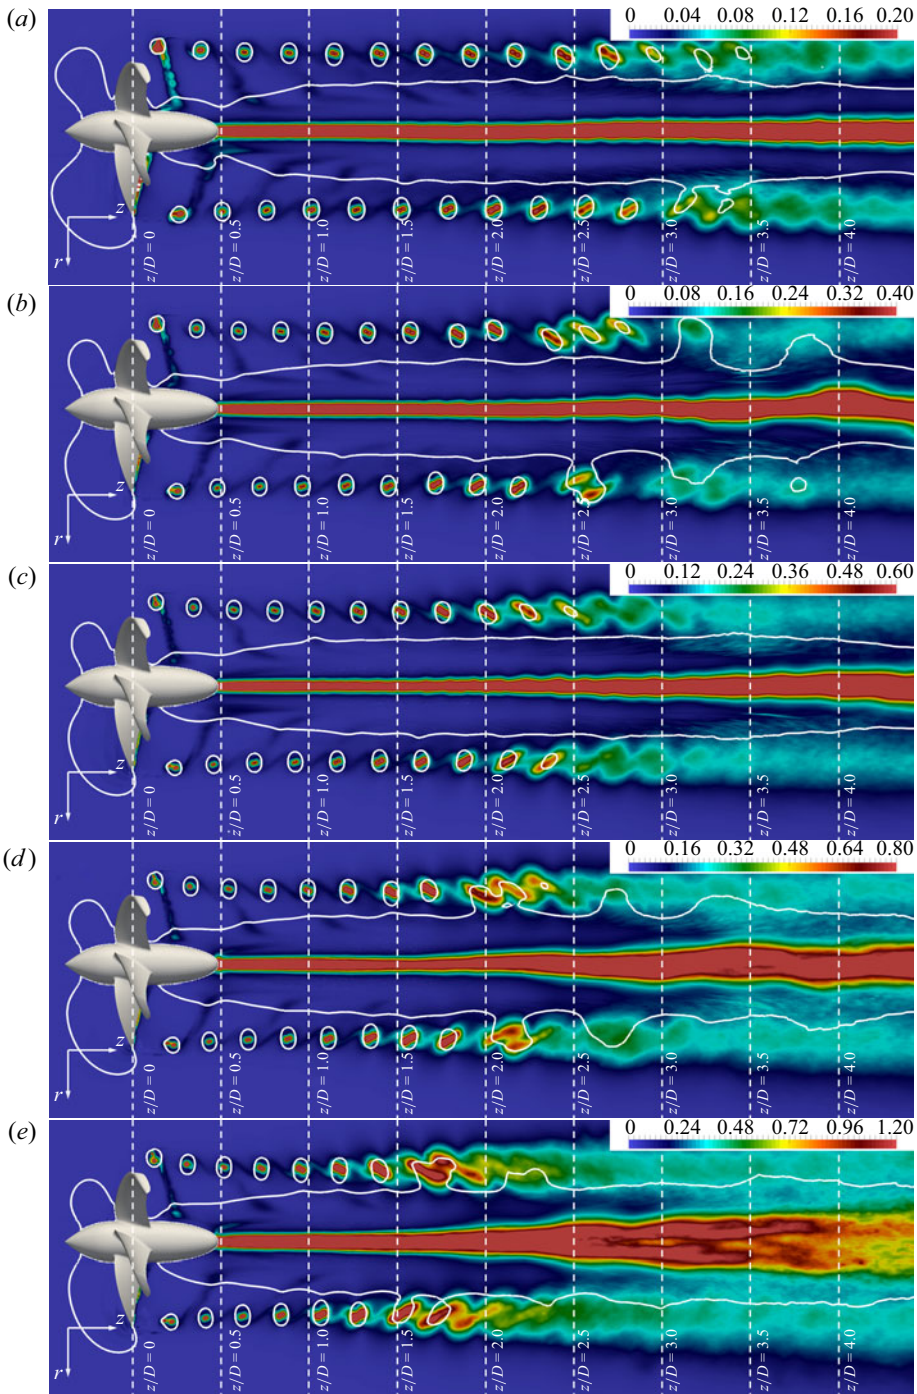 (a)
0 0.04 0.08 0.12 0.16 0.20
z
r
z/D = 0
z/D = 0.5
z/D = 1.0
z/D = 1.5
z/D = 2.0
z/D = 2.5
z/D = 3.0
z/D = 3.5
z/D = 4.0
(b)
0 0.08 0.16 0.24 0.32 0.40
z
r
z/D = 0
z/D = 0.5
z/D = 1.0
z/D = 1.5
z/D = 2.0
z/D = 2.5
z/D = 3.0
z/D = 3.5
z/D = 4.0
(c)
0 0.12 0.24 0.36 0.48 0.60
z
r
z/D = 0
z/D = 0.5
z/D = 1.0
z/D = 1.5
z/D = 2.0
z/D = 2.5
z/D = 3.0
z/D = 3.5
z/D = 4.0
(d)
0 0.16 0.32 0.48 0.64 0.80
z
r
z/D = 0
z/D = 0.5
z/D = 1.0
z/D = 1.5
z/D = 2.0
z/D = 2.5
z/D = 3.0
z/D = 3.5
z/D = 4.0
(e)
0 0.24 0.48 0.72 0.96 1.20
z
r
z/D = 0
z/D = 0.5
z/D = 1.0
z/D = 1.5
z/D = 2.0
z/D = 2.5
z/D = 3.0
z/D = 3.5
z/D = 4.0